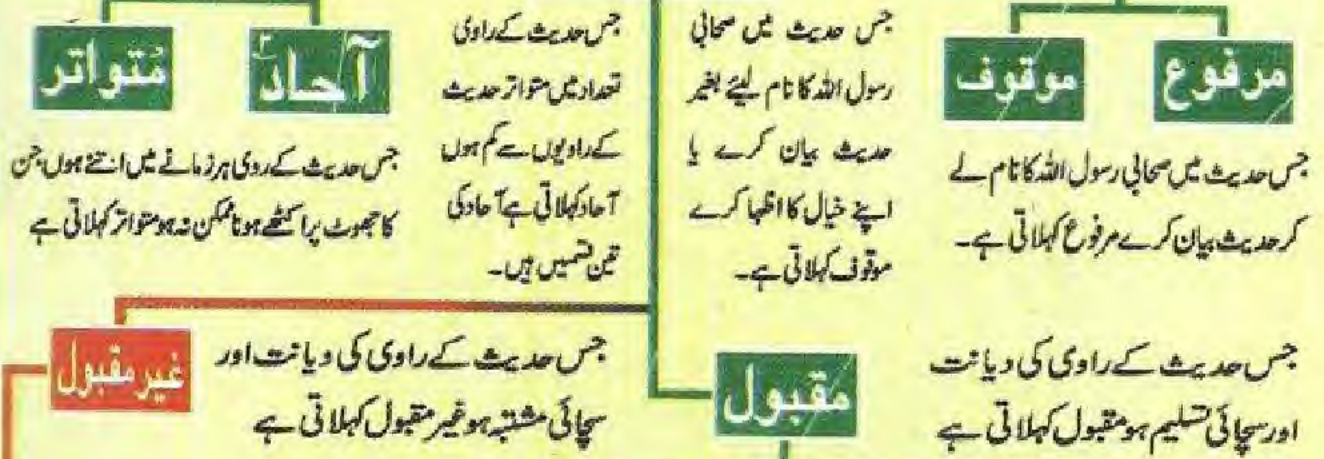 مرفوع
موقوف
جس حدیث میں صحابی رسول اللہ کا نام لے
کر حدیث بیان کرے مرفوع کہلاتی ہے۔
جس حدیث میں صحابی
رسول اللہ کا نام لیئے بغیر
حدیث بیان کرے یا
اپنے خیال کا اظہا کرے
موقوف کہلاتی ہے۔
آحاد ۳
مُتواتر
جس حدیث کے راوی
تعداد میں متواتر حدیث
کے راویوں سے کم ہوں
آحاد کہلاتی ہے آحاد کی
تین قسمیں ہیں۔
جس حدیث کے روی ہر زمانے میں اتنے ہوں جن
کا جھوٹ پر اکٹھے ہونا ممکن نہ ہو متواتر کہلاتی ہے
مقبول
جس حدیث کے راوی کی دیانت
اور سچائی تسلیم ہو مقبول کہلاتی ہے
غیر مقبول
جس حدیث کے راوی کی دیانت اور
سچائی مشتبہ ہو غیر مقبول کہلاتی ہے